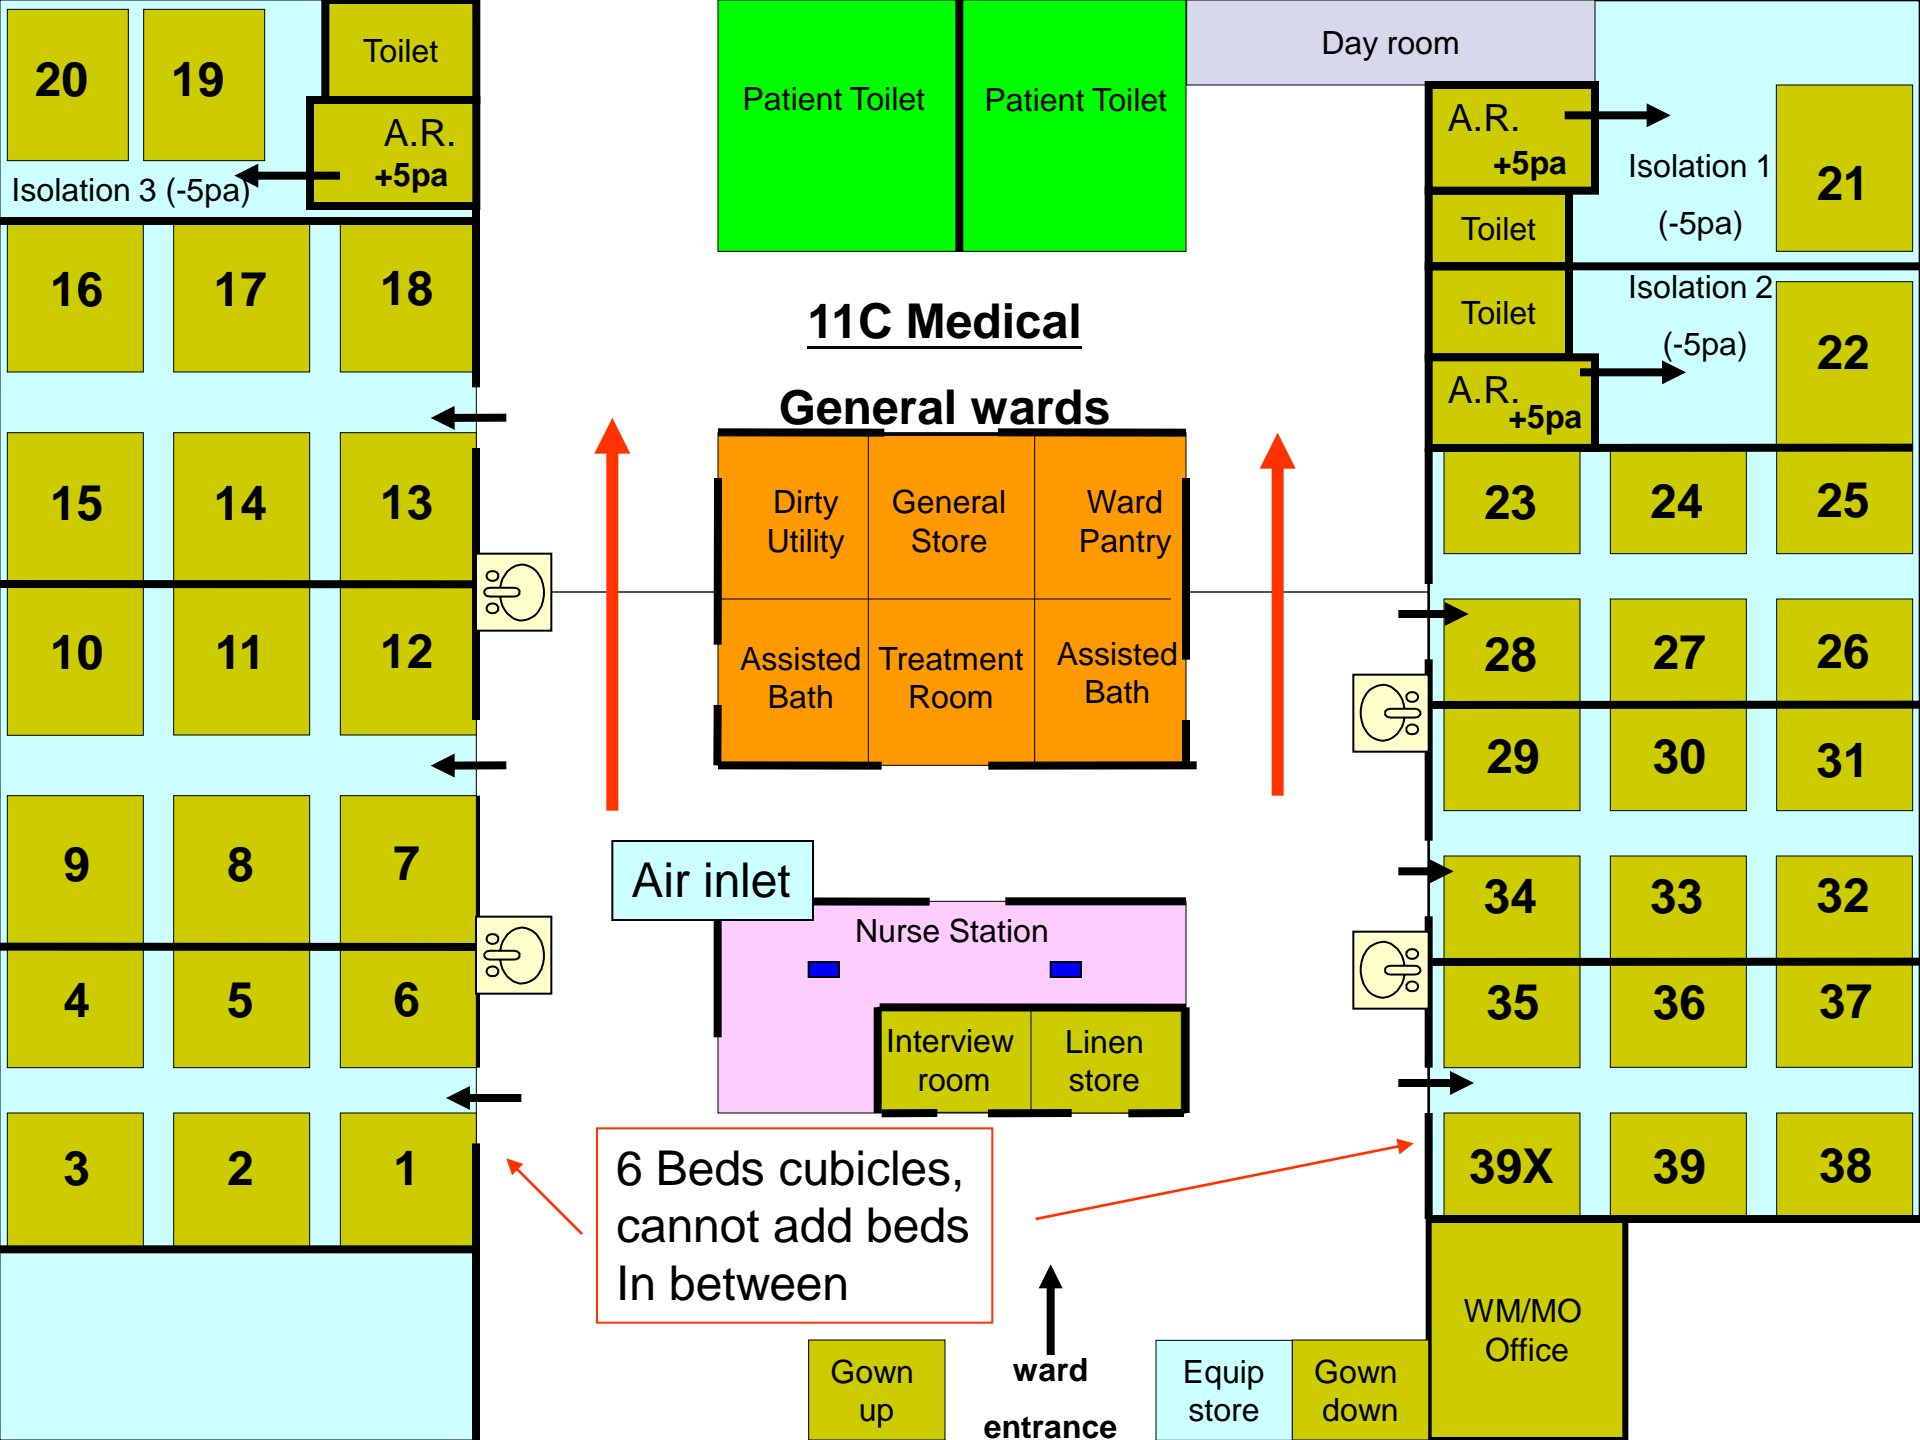 20
19
Toilet
A.R.
+5pa
Isolation 3 (-5pa)
16
17
18
15
14
13
10
11
12
9
8
7
4
5
6
3
2
1
Patient Toilet
Patient Toilet
Day room
11C Medical
General wards
Dirty
Utility
General
Store
Ward
Pantry
Assisted
Bath
Treatment
Room
Assisted
Bath
Air inlet
Nurse Station
Interview
room
Linen
store
6 Beds cubicles,
cannot add beds
In between
Gown
up
ward
entrance
Equip
store
Gown
down
A.R.
+5pa
Isolation 1
(-5pa)
21
Toilet
Toilet
Isolation 2
(-5pa)
22
A.R.
+5pa
23
24
25
28
27
26
29
30
31
34
33
32
35
36
37
39X
39
38
WM/MO
Office